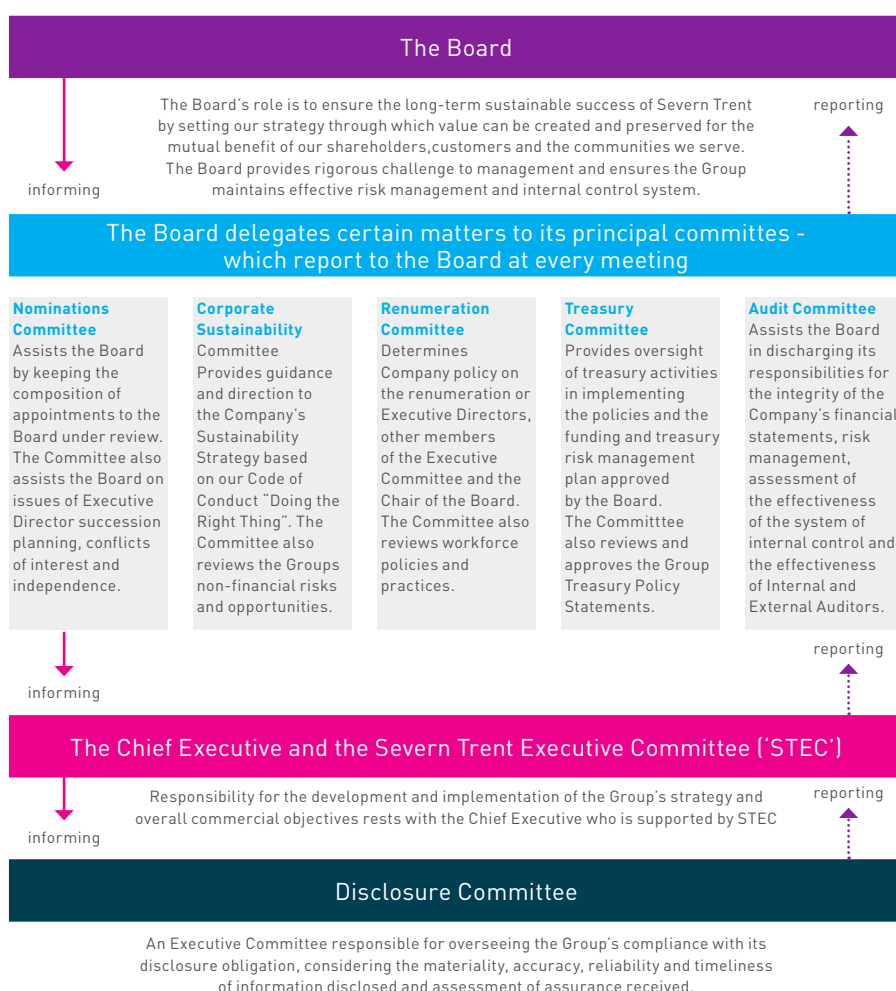 The Board
The Board's role is to ensure the long-term sustainable success of Severn Trent
by setting our strategy through which value can be created and preserved for the
mutual benefit of our shareholders,customers and the communities we serve.
The Board provides rigorous challenge to management and ensures the Group
maintains effective risk management and internal control system.
informing
reporting
The Board delegates certain matters to its principal committes -
which report to the Board at every meeting
Nominations
Committee
Assists the Board
by keeping the
composition of
appointments to the
Board under review.
The Committee also
assists the Board on
issues of Executive
Director succession
planning, conflicts
of interest and
independence.
Corporate
Sustainability
Committee
Provides guidance
and direction to
the Company's
Sustainability
Strategy based
on our Code of
Conduct "Doing the
Right Thing". The
Committee also
reviews the Groups
non-financial risks
and opportunities.
Renumeration
Committee
Determines
Company policy on
the renumeration or
Executive Directors,
other members
of the Executive
Committee and the
Chair of the Board.
The Committee also
reviews workforce
policies and
practices.
Treasury
Committee
Provides oversight
of treasury activities
in implementing
the policies and the
funding and treasury
risk management
plan approved
by the Board.
The Committtee
also reviews and
approves the Group
Treasury Policy
Statements.
Audit Committee
Assists the Board
in discharging its
responsibilities for
the integrity of the
Company's financial
statements, risk
management,
assessment of
the effectiveness
of the system of
internal control and
the effectiveness
of Internal and
External Auditors.
informing
reporting
The Chief Executive and the Severn Trent Executive Committee ('STEC')
Responsibility for the development and implementation of the Group's strategy and
overall commercial objectives rests with the Chief Executive who is supported by STEC
informing
reporting
Disclosure Committee
An Executive Committee responsible for overseeing the Group's compliance with its
disclosure obligation, considering the materiality, accuracy, reliability and timeliness
of information disclosed and assessment of assurance received.